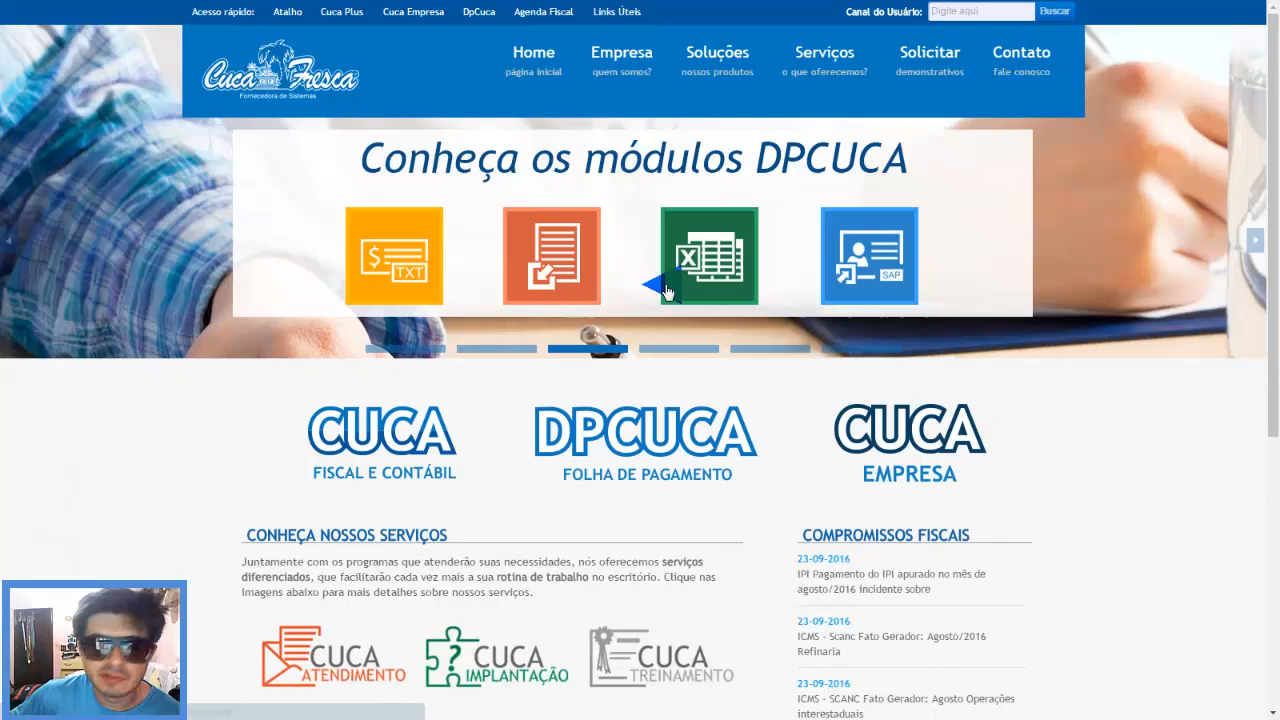 Acesso rápido: Atalho Cuca Plus Cuca Empresa DpCuca Agenda Fiscal Links Úteis Canal do Usuário: Digite aqui Buscar
Cuca Fresca
Fornecedora de Sistemas
Home Empresa Soluções Serviços Solicitar Contato
página inicial quem somos? nossos produtos o que oferecemos? demonstrativos fale conosco
Conheça os módulos DPCUCA
$ TXT
X
SAP
CUCA
FISCAL E CONTÁBIL
DPCUCA
FOLHA DE PAGAMENTO
CUCA
EMPRESA
CONHEÇA NOSSOS SERVIÇOS
Juntamente com os programas que atenderão suas necessidades, nós oferecemos serviços
diferenciados, que facilitarão cada vez mais a sua rotina de trabalho no escritório. Clique nas
imagens abaixo para mais detalhes sobre nossos serviços.
CUCA
ATENDIMENTO
? CUCA
IMPLANTAÇÃO
CUCA
TREINAMENTO
COMPROMISSOS FISCAIS
23-09-2016
IPI Pagamento do IPI apurado no mês de
agosto/2016 incidente sobre
23-09-2016
ICMS - Scanc Fato Gerador: Agosto/2016
Refinaria
23-09-2016
ICMS - SCANC Fato Gerador: Agosto Operações
interestaduais